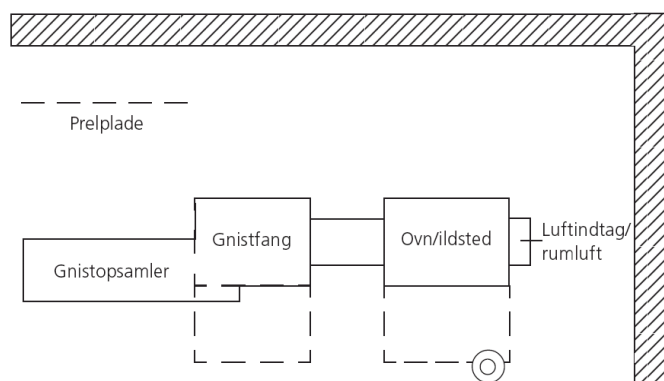 Prelplade
Gnistfang
Ovn/ildsted
Luftindtag/
rumluft
Gnistopsamler